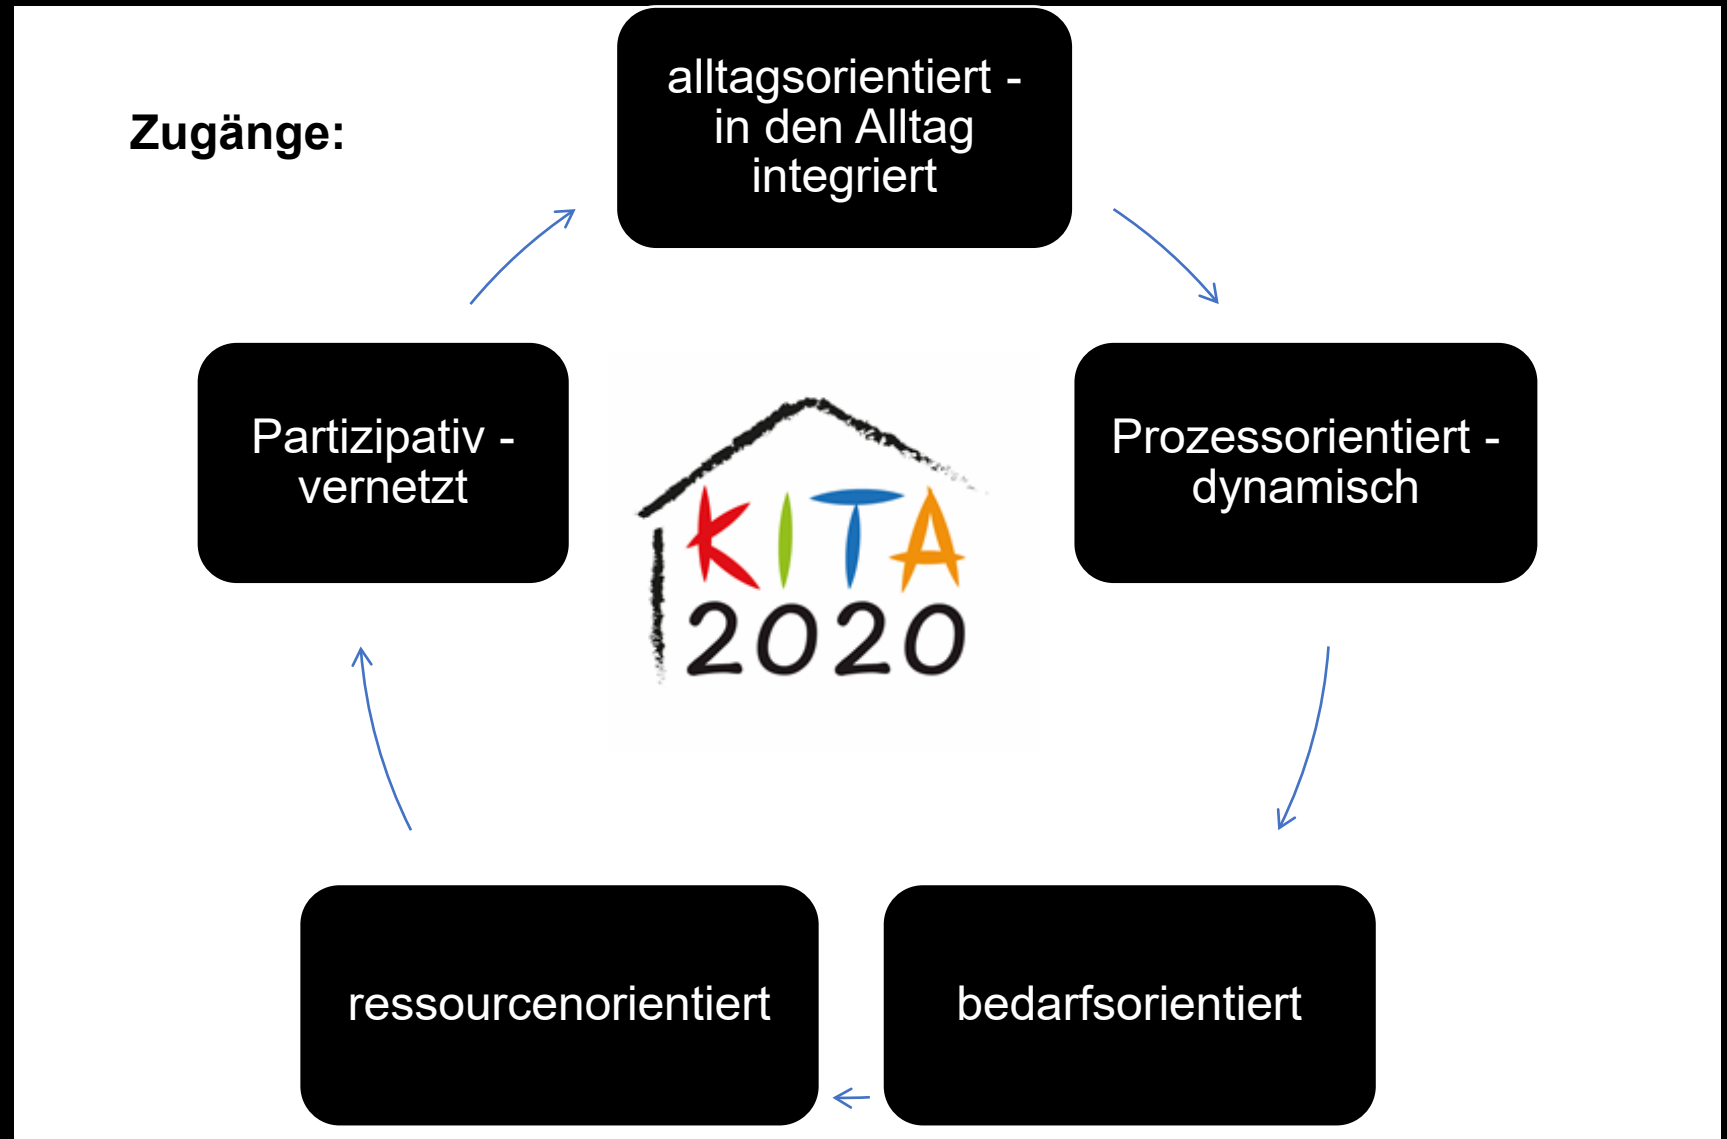 Zugänge:
alltagsorientiert -
in den Alltag
integriert
Prozessorientiert -
dynamisch
bedarfsorientiert
ressourcenorientiert
Partizipativ -
vernetzt
KITA
2020